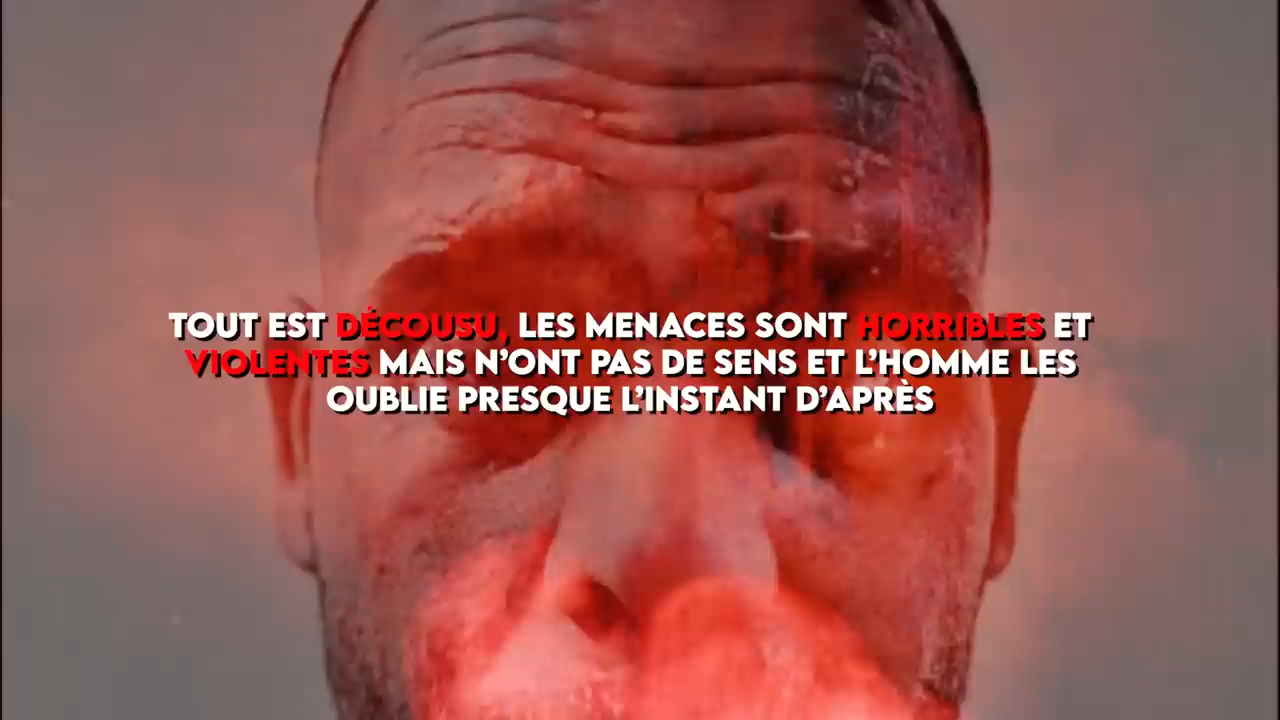 TOUT EST DÉCOUSU, LES MENACES SONT HORRIBLES ET
VIOLENTES MAIS N'ONT PAS DE SENS ET L'HOMME LES
OUBLIE PRESQUE L'INSTANT D'APRÈS